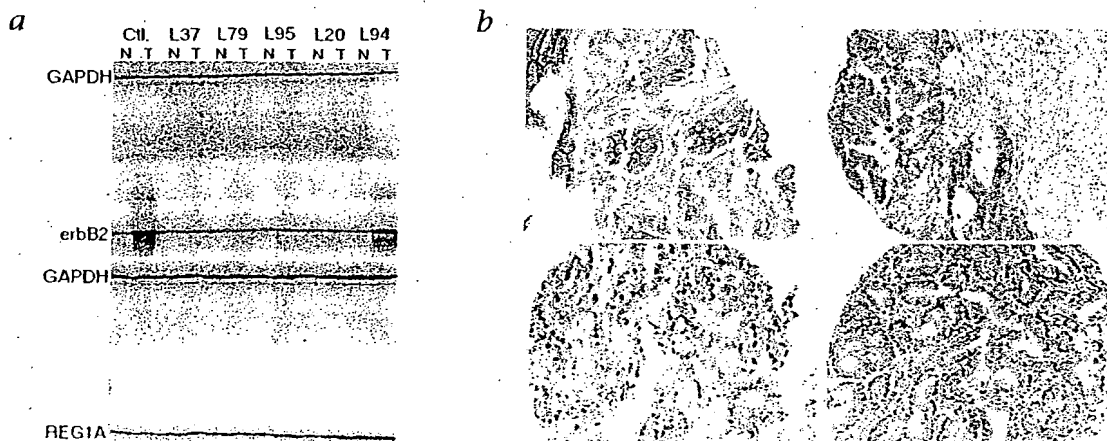 a
b
Ctl. L37 L79 L95 L20 L94
N T N T N T N T N T N T
GAPDH
erbB2
GAPDH
REG1A